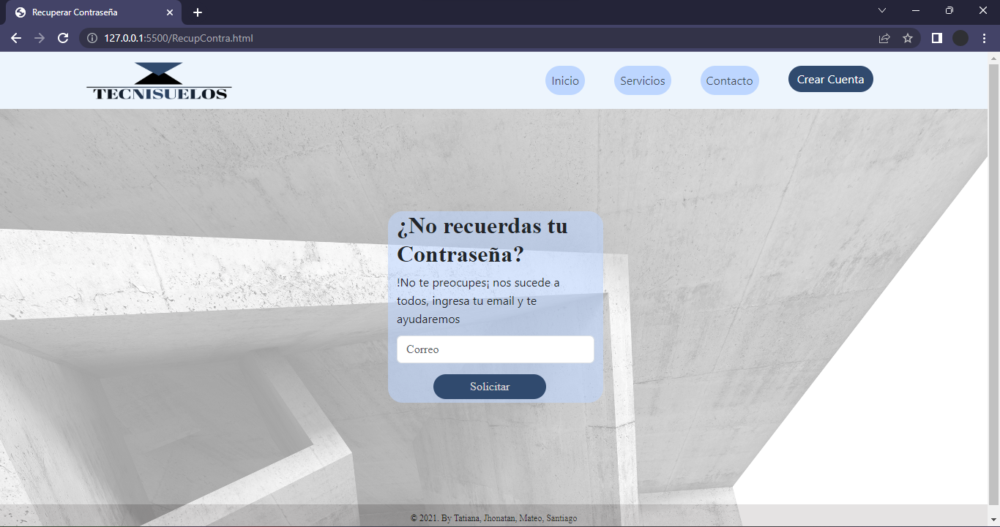 Recuperar Contraseña
127.0.0.1:5500/RecupContra.html
TECNISUELOS
Inicio
Servicios
Contacto
Crear Cuenta
¿No recuerdas tu
Contraseña?
!No te preocupes¡ nos sucede a
todos, ingresa tu email y te
ayudaremos
Correo
Solicitar
© 2021. By Tatiana, Jhonatan, Mateo, Santiago